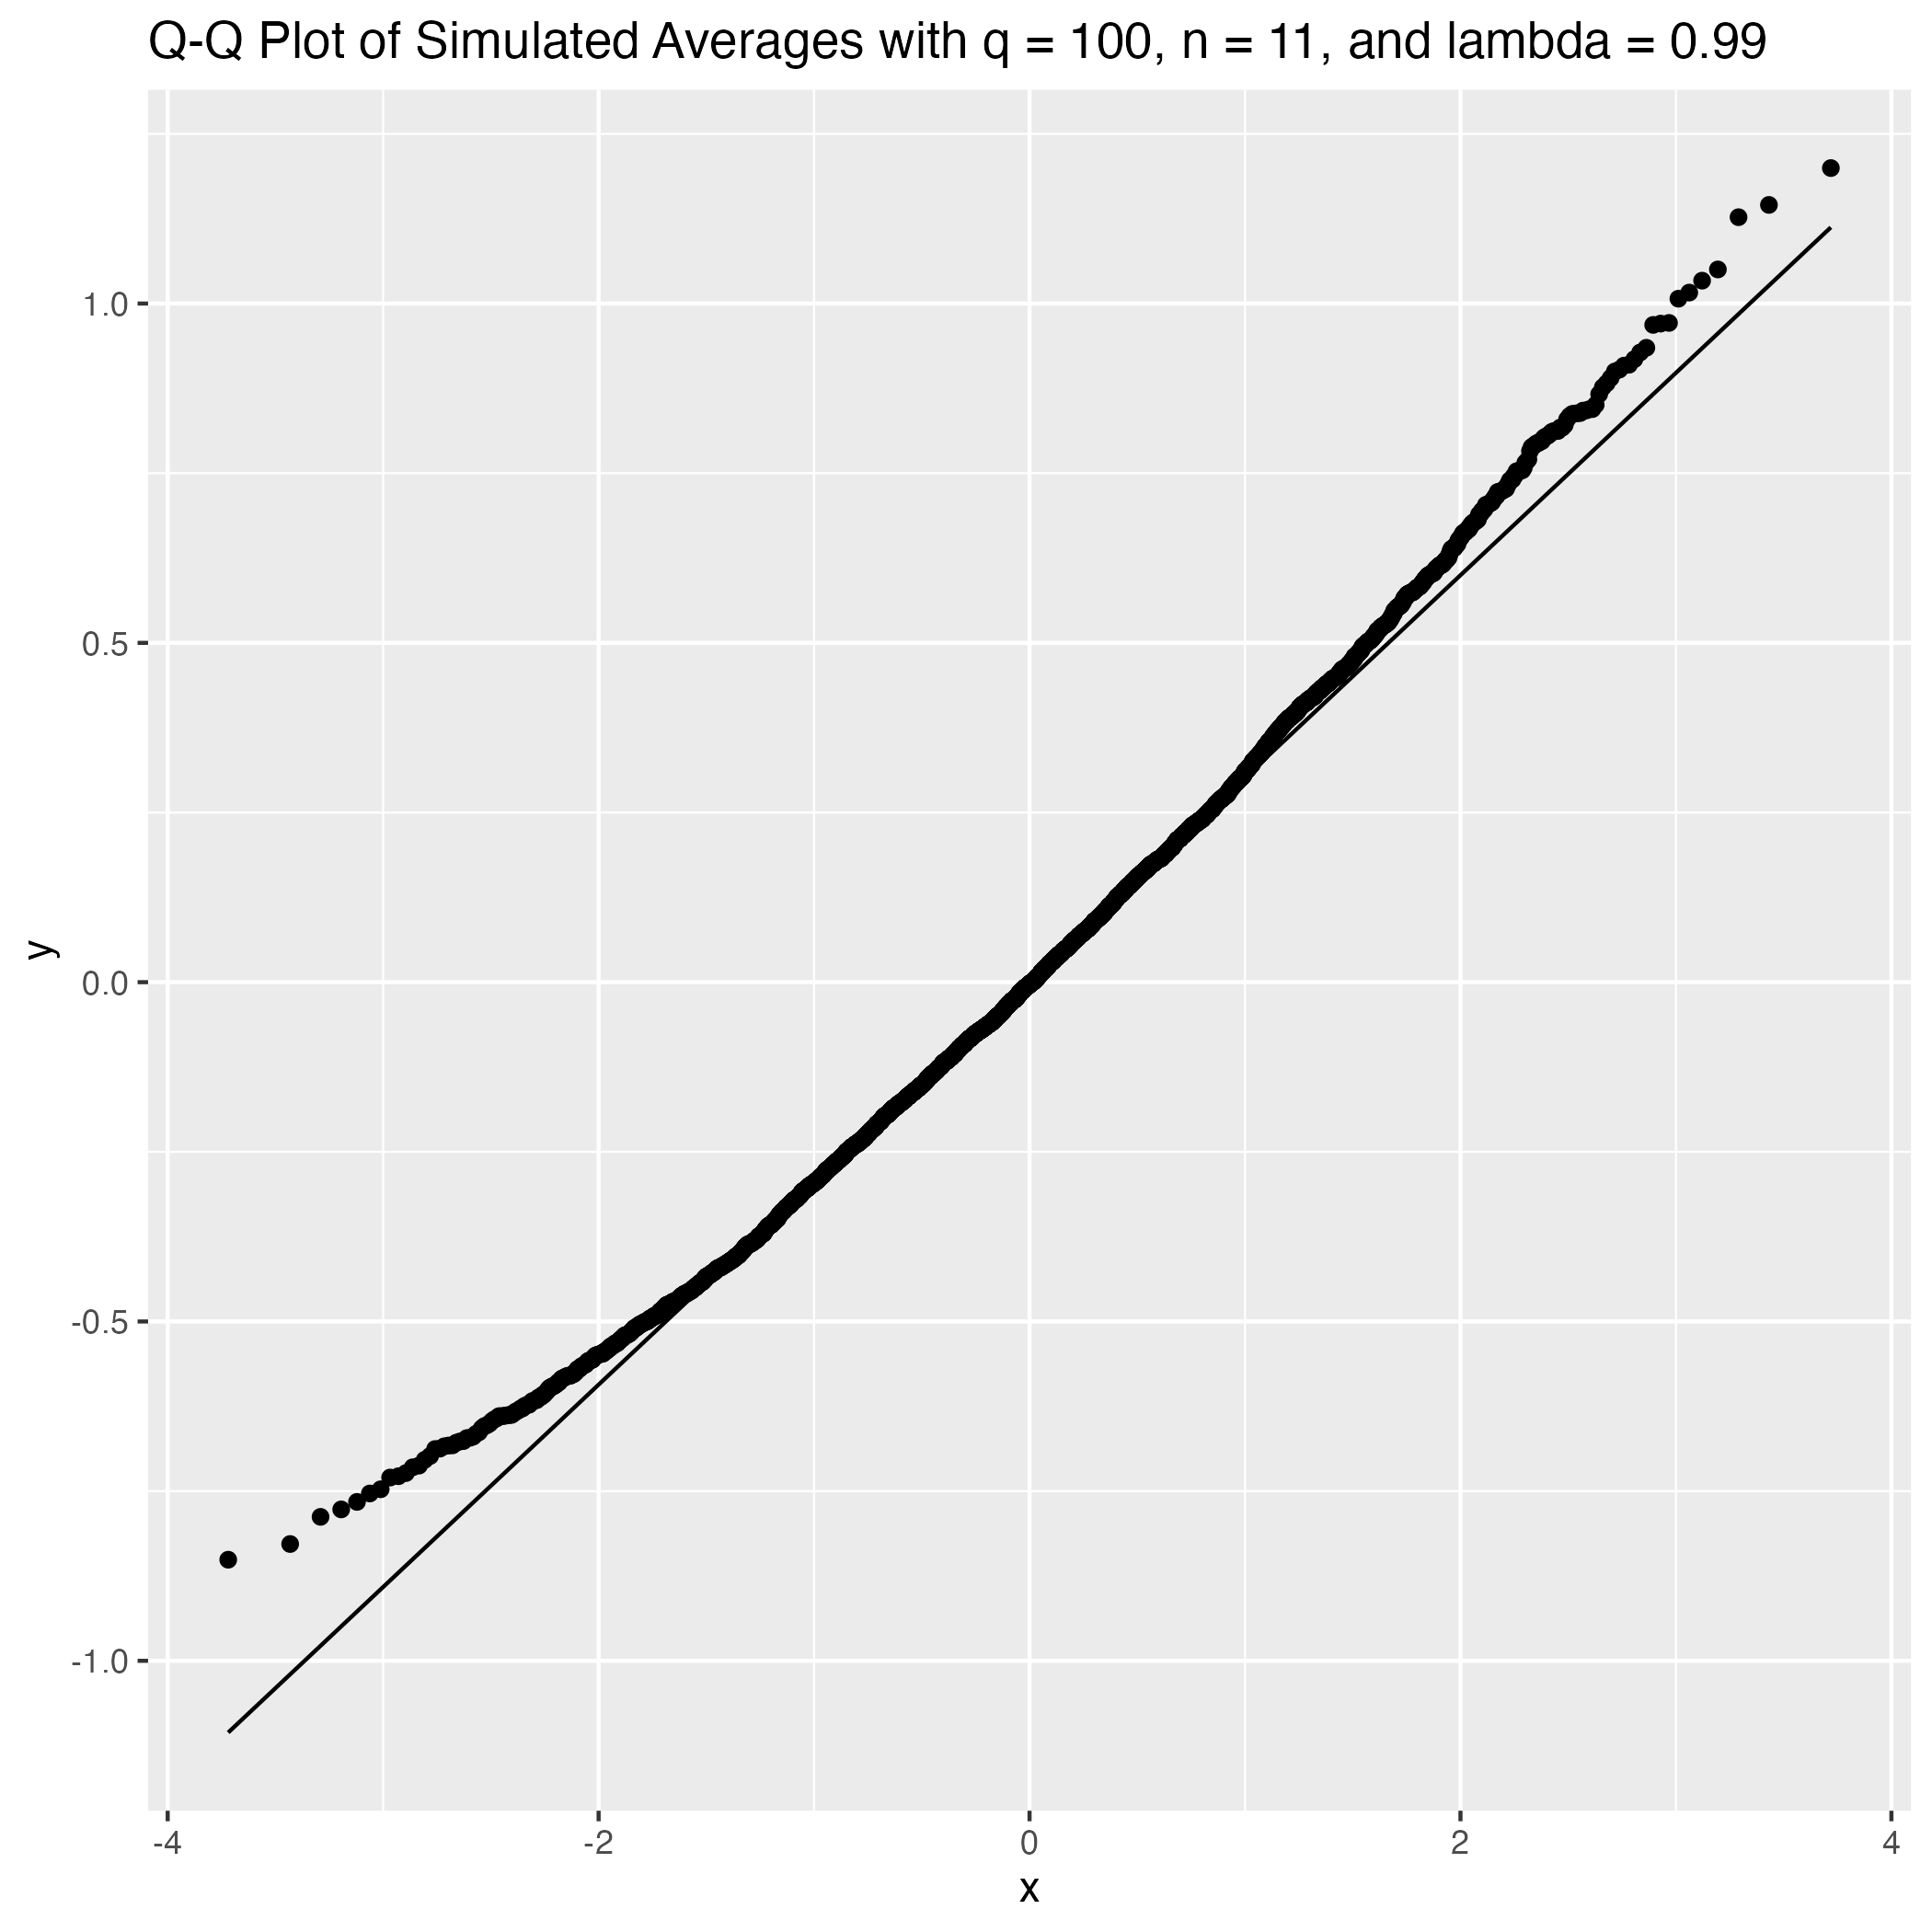 Q-Q Plot of Simulated Averages with q = 100, n = 11, and lambda = 0.99
1.0
0.5
0.0
-0.5
-1.0
y
-4 -2 0 2 4
x